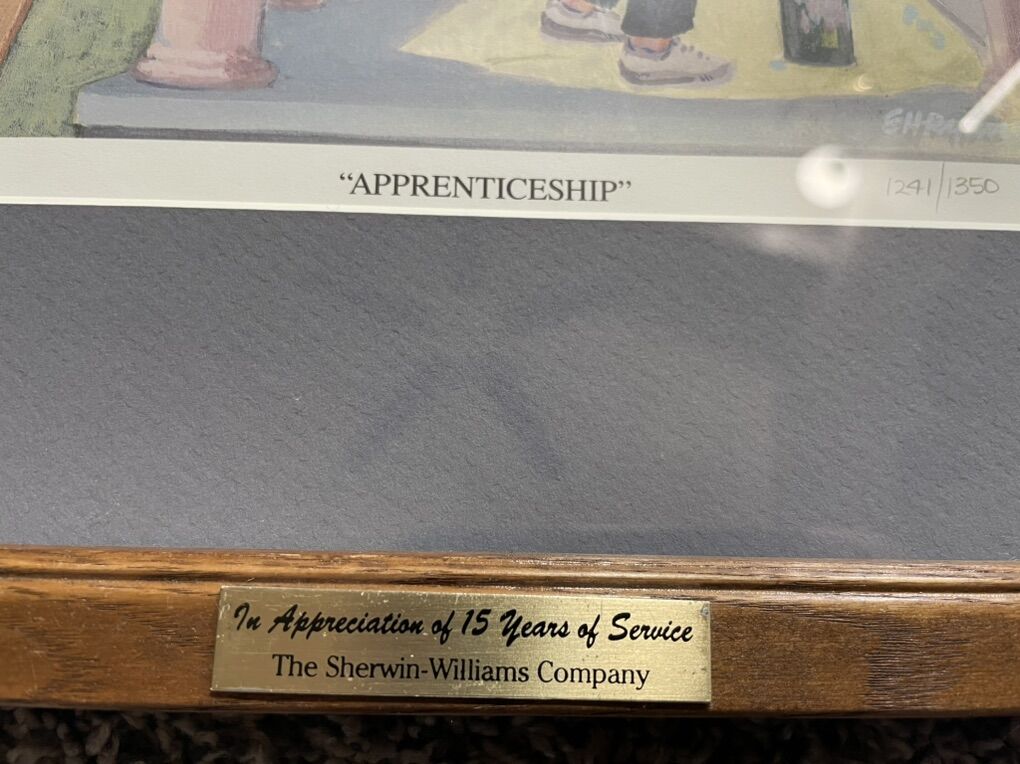 "APPRENTICESHIP" 1241/1350
In Appreciation of 15 Years of Service
The Sherwin-Williams Company